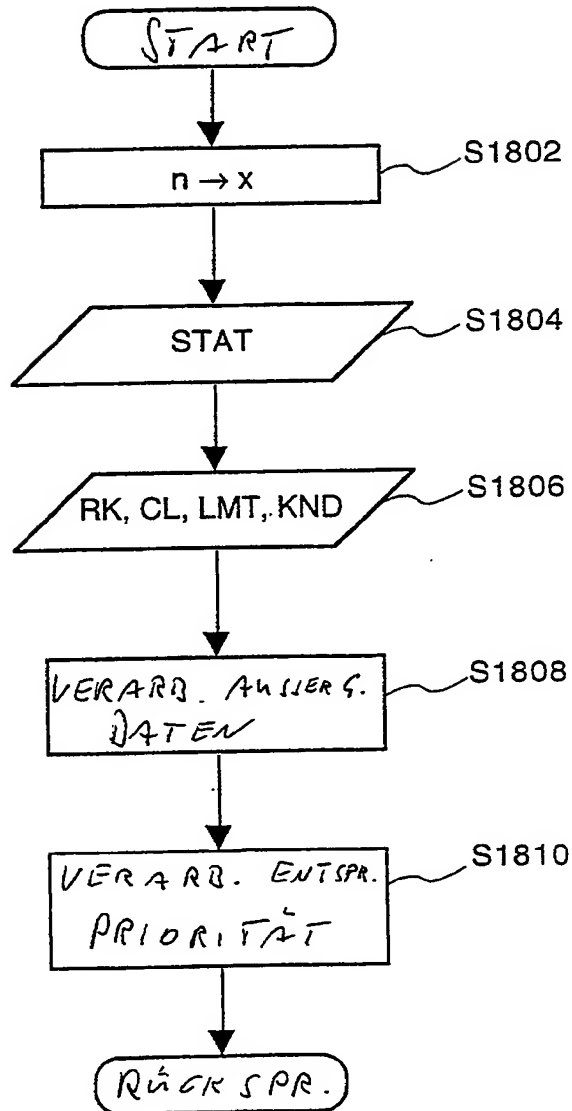 START
n → x
S1802
STAT
S1804
RK, CL, LMT, KND
S1806
VERARB. AUSSERG.
DATEN
S1808
VERARB. ENTSPR.
PRIORITÄT
S1810
RÜCKSPR.